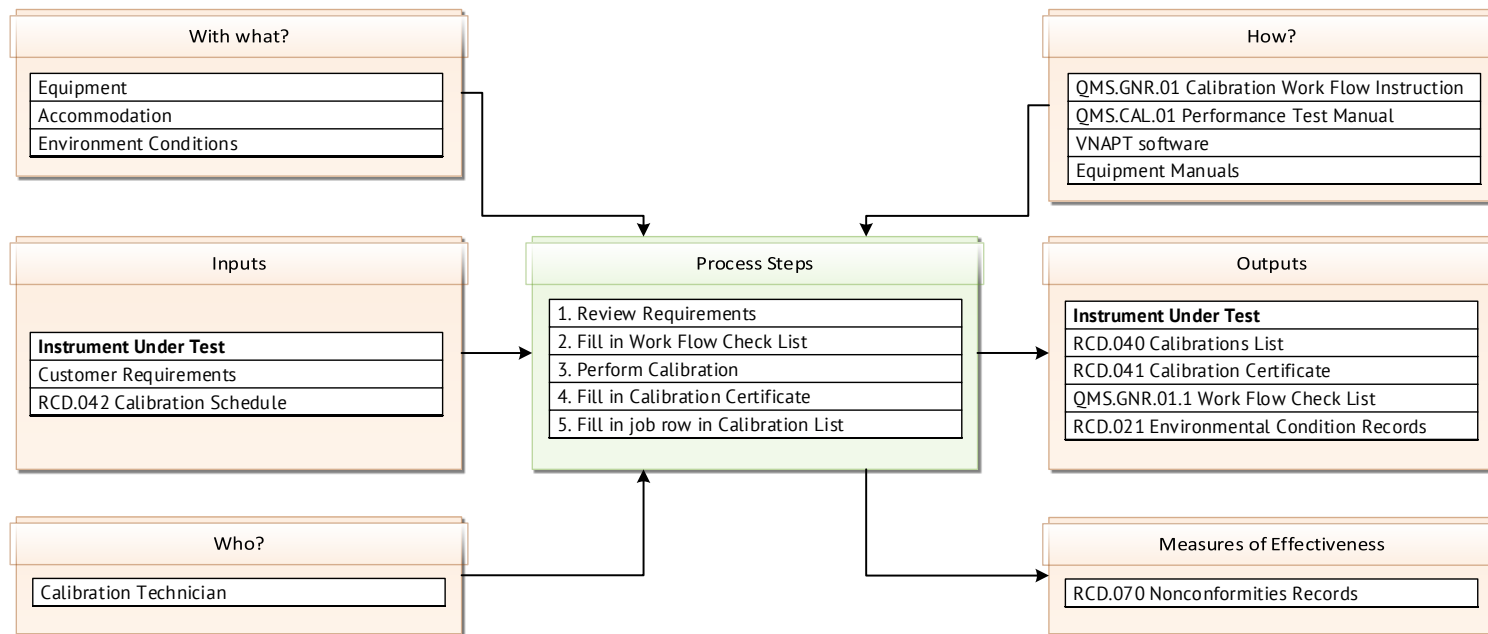 With what?
Equipment
Accommodation
Environment Conditions
How?
QMS.GNR.01 Calibration Work Flow Instruction
QMS.CAL.01 Performance Test Manual
VNAPT software
Equipment Manuals
Inputs
Instrument Under Test
Customer Requirements
RCD.042 Calibration Schedule
Process Steps
1. Review Requirements
2. Fill in Work Flow Check List
3. Perform Calibration
4. Fill in Calibration Certificate
5. Fill in job row in Calibration List
Outputs
Instrument Under Test
RCD.040 Calibrations List
RCD.041 Calibration Certificate
QMS.GNR.01.1 Work Flow Check List
RCD.021 Environmental Condition Records
Who?
Calibration Technician
Measures of Effectiveness
RCD.070 Nonconformities Records